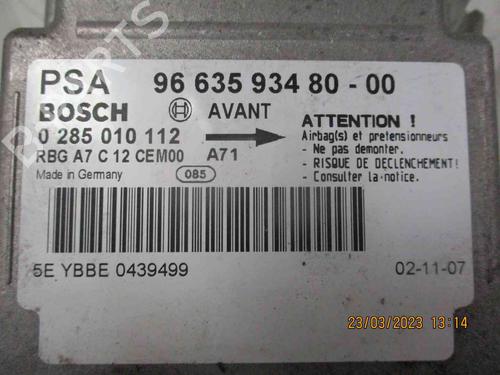 PSA 96 635 934 80 - 00
BOSCH AVANT
0 285 010 112
RBG A7 C 12 CEM00 A71
Made in Germany 085
ATTENTION !
Airbag(s) et pretensionneurs
- Ne pas demonter.
- RISQUE DE DECLENCHEMENT!
- Consulter la notice.
5E YBBE 0439499 02-11-07
23/03/2023 13:14